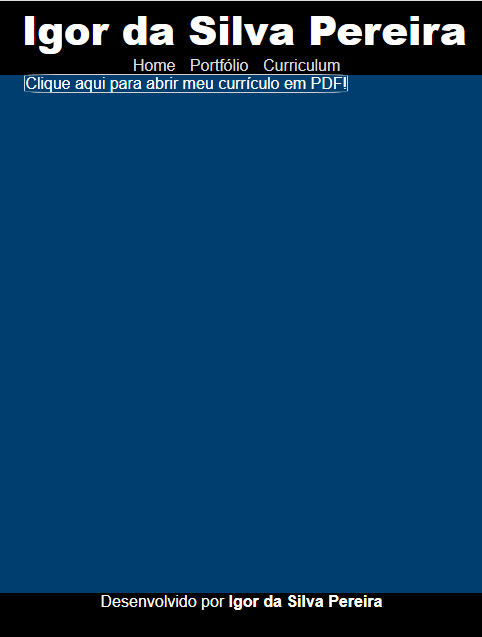 Igor da Silva Pereira
Home Portfólio Curriculum
Clique aqui para abrir meu currículo em PDF!
Desenvolvido por Igor da Silva Pereira